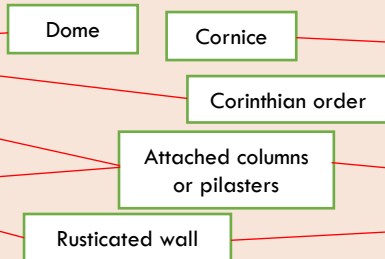 Dome
Cornice
Corinthian order
Attached columns
or pilasters
Rusticated wall